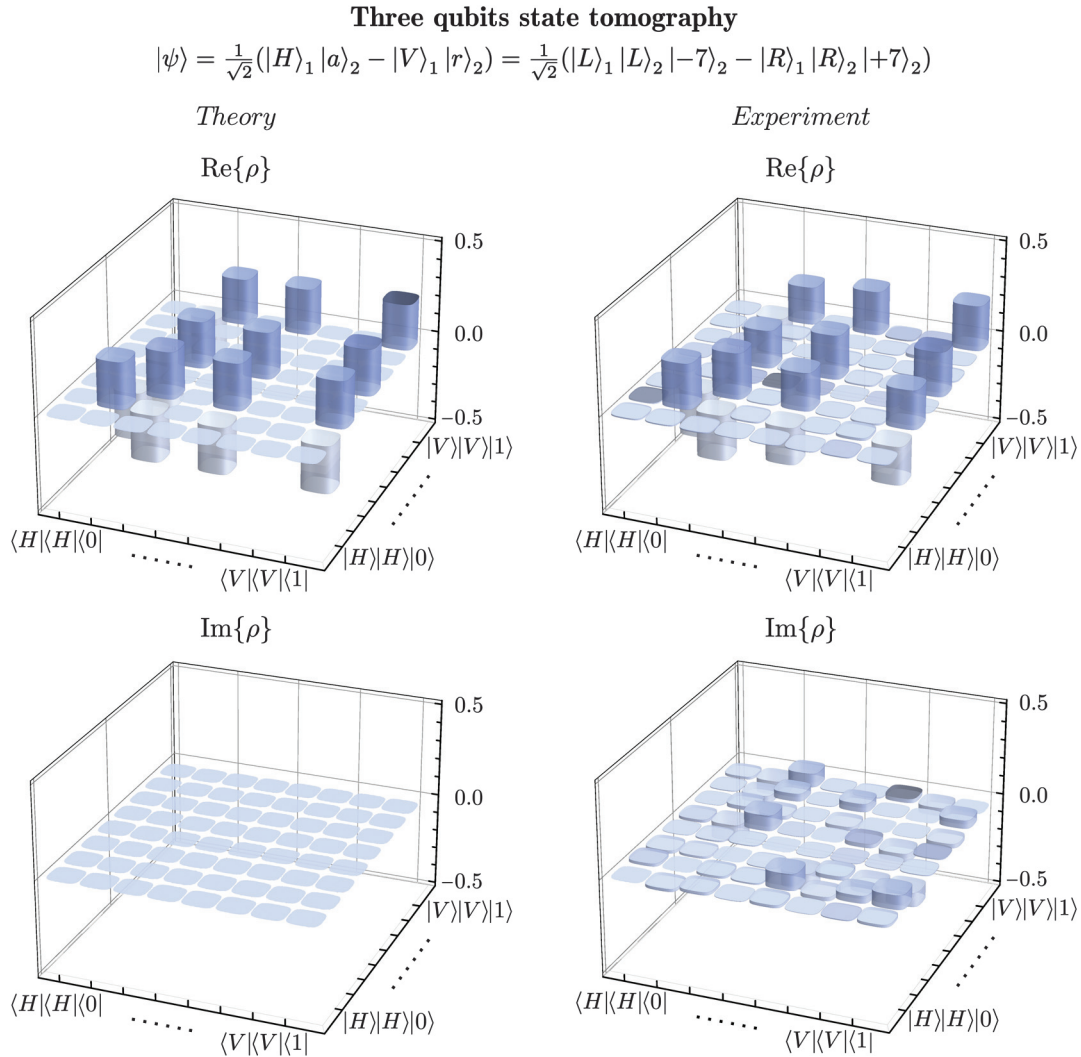 Three qubits state tomography
|ψ⟩ = 1/√2(|H⟩₁|a⟩₂ − |V⟩₁|r⟩₂) = 1/√2(|L⟩₁|L⟩₂|−7⟩₂ − |R⟩₁|R⟩₂|+7⟩₂)
Theory
Experiment
Re{ρ}
Re{ρ}
0.5
0.0
−0.5
|V⟩|V⟩|1⟩
......
|H⟩|H⟩|0⟩
⟨H|⟨H|⟨0|
......
⟨V|⟨V|⟨1|
0.5
0.0
−0.5
|V⟩|V⟩|1⟩
......
|H⟩|H⟩|0⟩
⟨H|⟨H|⟨0|
......
⟨V|⟨V|⟨1|
Im{ρ}
Im{ρ}
0.5
0.0
−0.5
|V⟩|V⟩|1⟩
......
|H⟩|H⟩|0⟩
⟨H|⟨H|⟨0|
......
⟨V|⟨V|⟨1|
0.5
0.0
−0.5
|V⟩|V⟩|1⟩
......
|H⟩|H⟩|0⟩
⟨H|⟨H|⟨0|
......
⟨V|⟨V|⟨1|